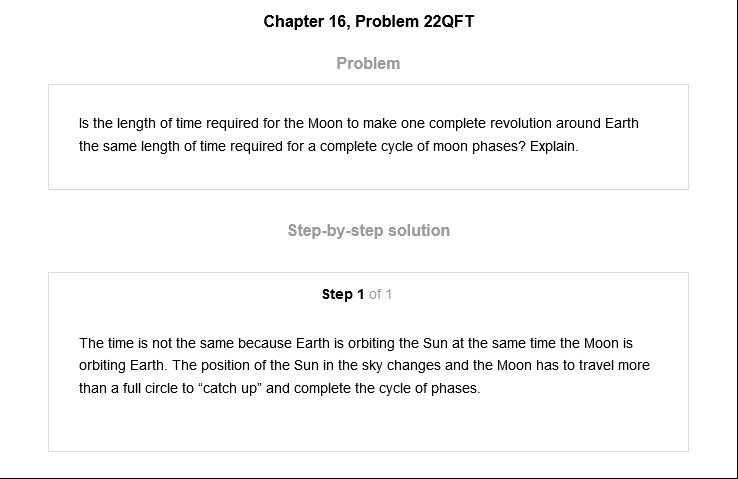 Chapter 16, Problem 22QFT
Problem
Is the length of time required for the Moon to make one complete revolution around Earth
the same length of time required for a complete cycle of moon phases? Explain.
Step-by-step solution
Step 1 of 1
The time is not the same because Earth is orbiting the Sun at the same time the Moon is
orbiting Earth. The position of the Sun in the sky changes and the Moon has to travel more
than a full circle to “catch up” and complete the cycle of phases.